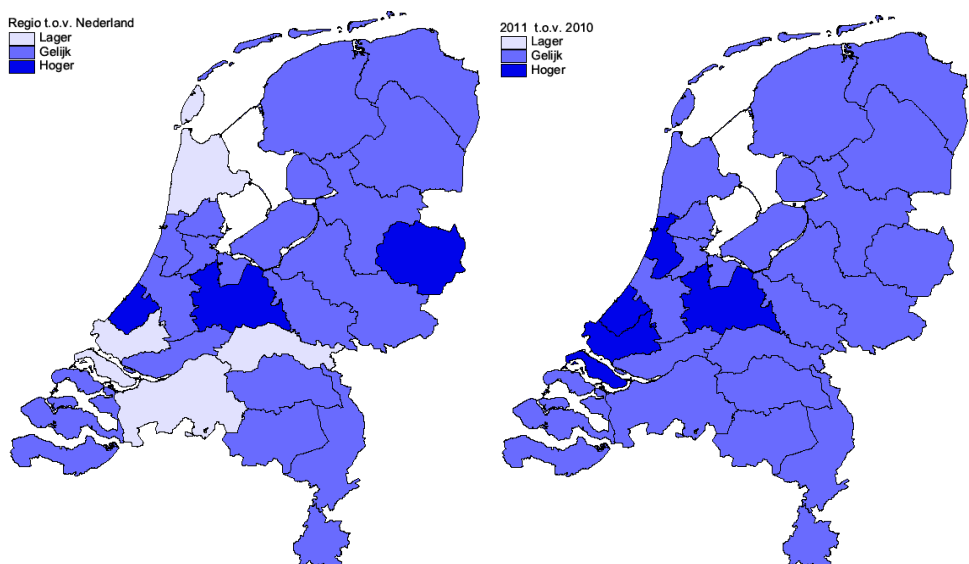 Regio t.o.v. Nederland
Lager
Gelijk
Hoger
2011 t.o.v. 2010
Lager
Gelijk
Hoger